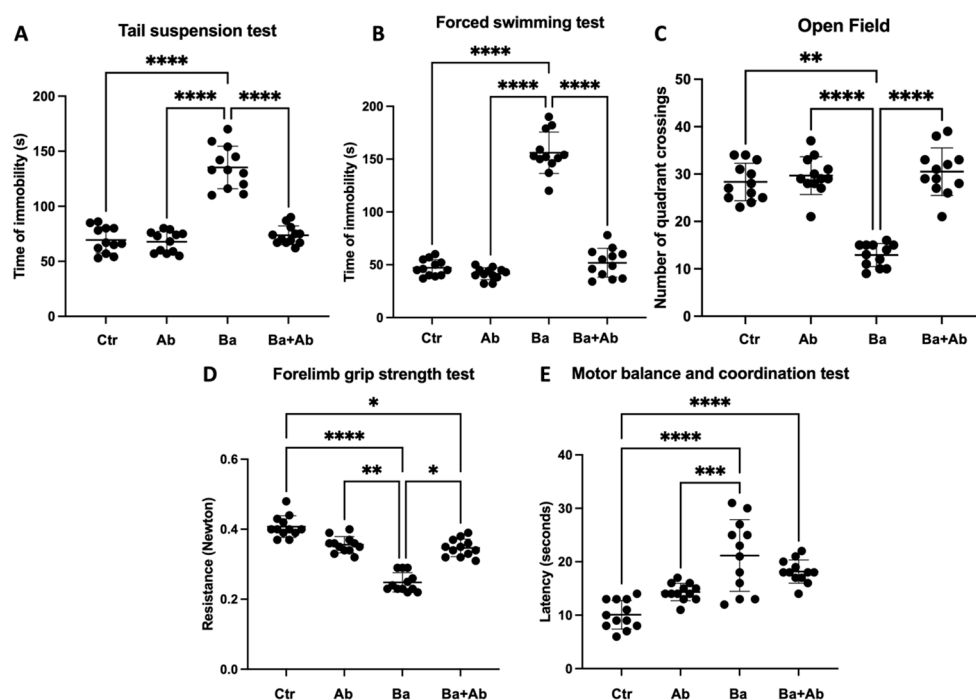 A
Tail suspension test
****
****
****
Time of immobility (s)
200
150
100
50
0
Ctr
Ab
Ba
Ba+Ab
B
Forced swimming test
****
****
****
Time of immobility (s)
200
150
100
50
0
Ctr
Ab
Ba
Ba+Ab
C
Open Field
**
****
****
Number of quadrant crossings
50
40
30
20
10
0
Ctr
Ab
Ba
Ba+Ab
D
Forelimb grip strength test
*
****
**
*
Resistance (Newton)
0.6
0.4
0.2
0.0
Ctr
Ab
Ba
Ba+Ab
E
Motor balance and coordination test
****
****
***
Latency (seconds)
40
30
20
10
0
Ctr
Ab
Ba
Ba+Ab